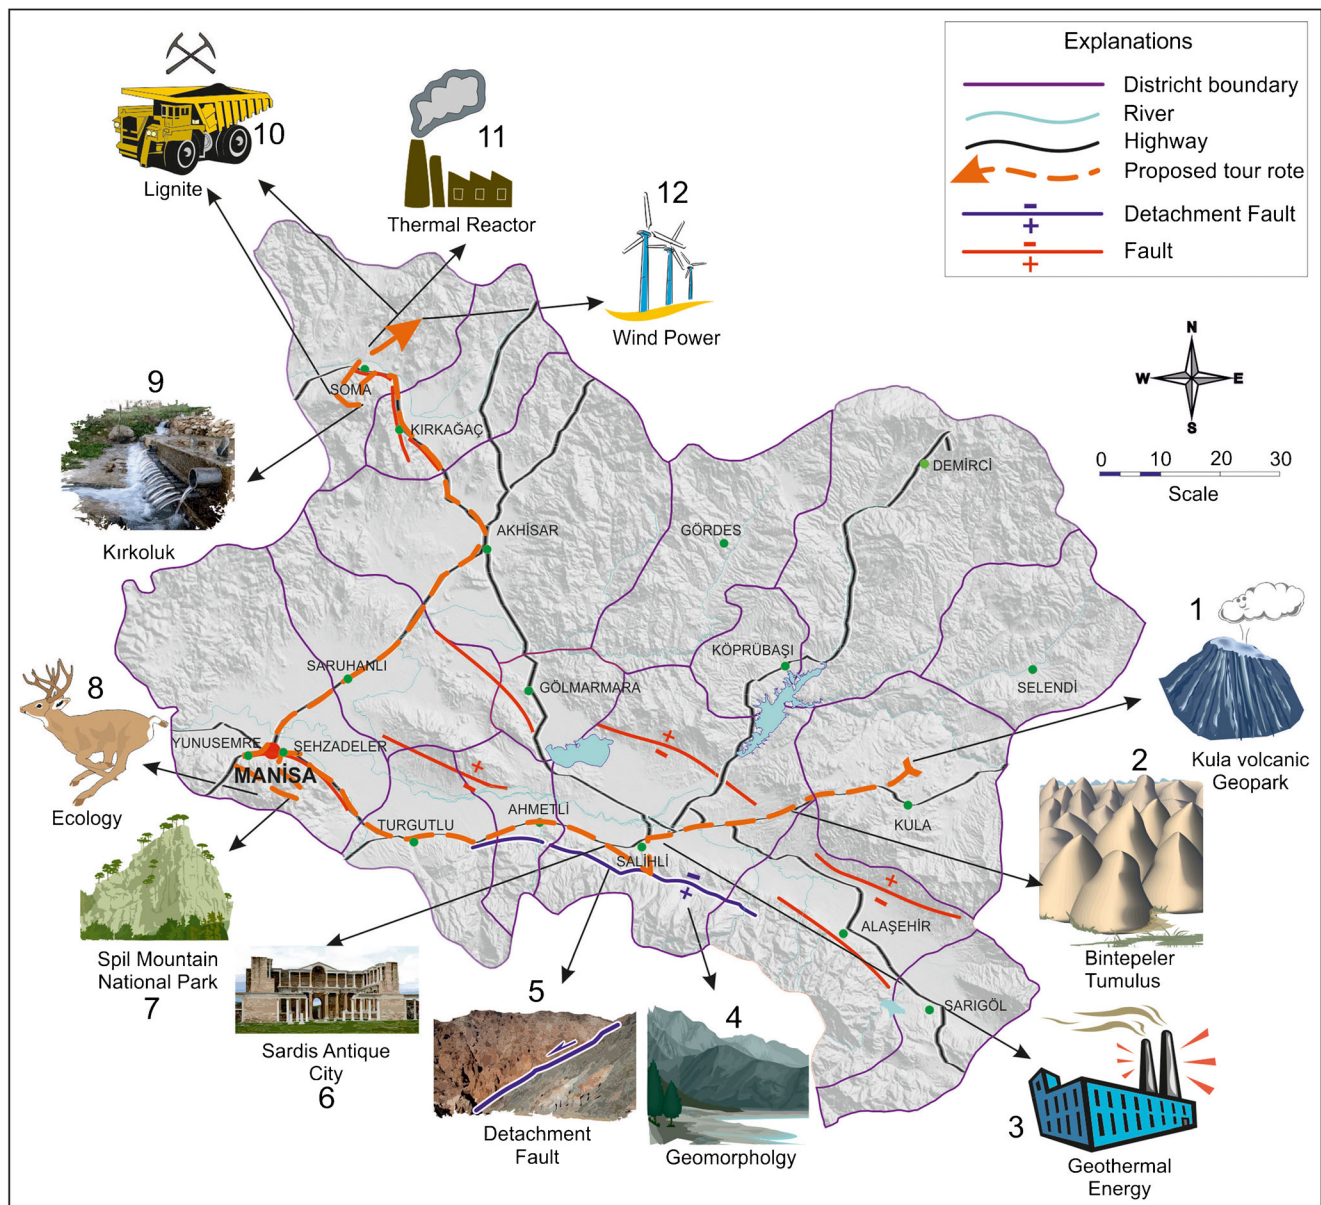 Explanations
Districht boundary
River
Highway
Proposed tour rote
Detachment Fault
Fault
- +
- +
10
Lignite
11
Thermal Reactor
12
Wind Power
N
W E
S
0 10 20 30
Scale
9
Kırkoluk
SOMA
KIRKAĞAÇ
AKHİSAR
GÖRDES
DEMİRCİ
KÖPRÜBAŞI
SELENDİ
SARUHANLI
GÖLMARMARA
YUNUSEMRE
ŞEHZADELER
MANİSA
TURGUTLU
AHMETLİ
SALİHLİ
KULA
ALAŞEHİR
SARIGÖL
+ -
+ -
+ -
- +
1
Kula volcanic
Geopark
2
Bintepeler
Tumulus
3
Geothermal
Energy
4
Geomorpholgy
5
Detachment
Fault
Sardis Antique
City
6
Spil Mountain
National Park
7
8
Ecology